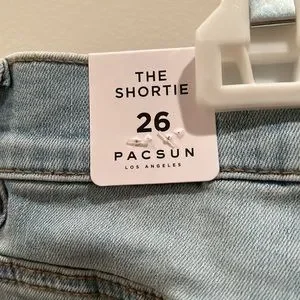 THE
SHORTIE
26
PACSUN
LOS ANGELES